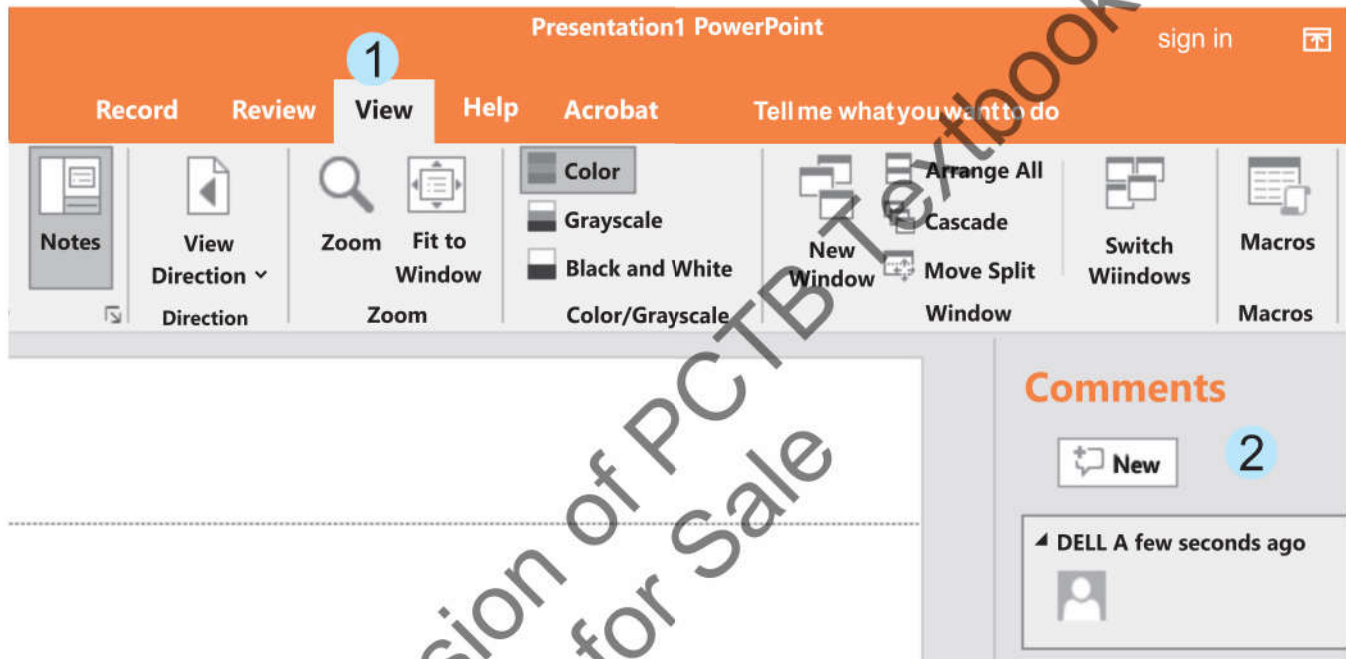 Presentation1 PowerPoint
sign in
1
Record Review View Help Acrobat Tell me what you want to do
Notes
View
Direction
Direction
Zoom
Fit to
Window
Zoom
Color
Grayscale
Black and White
Color/Grayscale
New
Window
Arrange All
Cascade
Move Split
Window
Switch
Wiindows
Macros
Macros
Comments
New
2
DELL A few seconds ago
sion of PCTB Textbook
for Sale